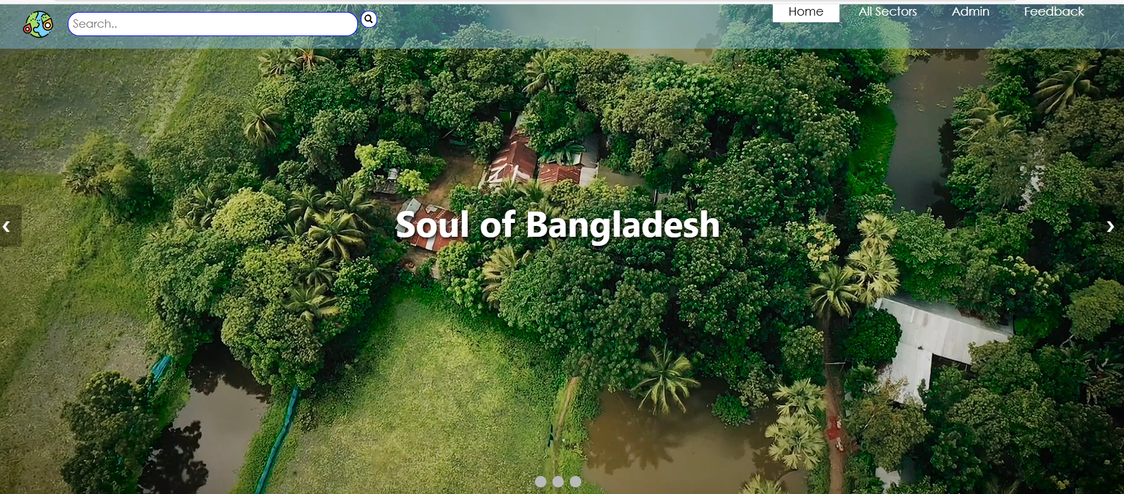 Search..
Home
All Sectors
Admin
Feedback
Soul of Bangladesh